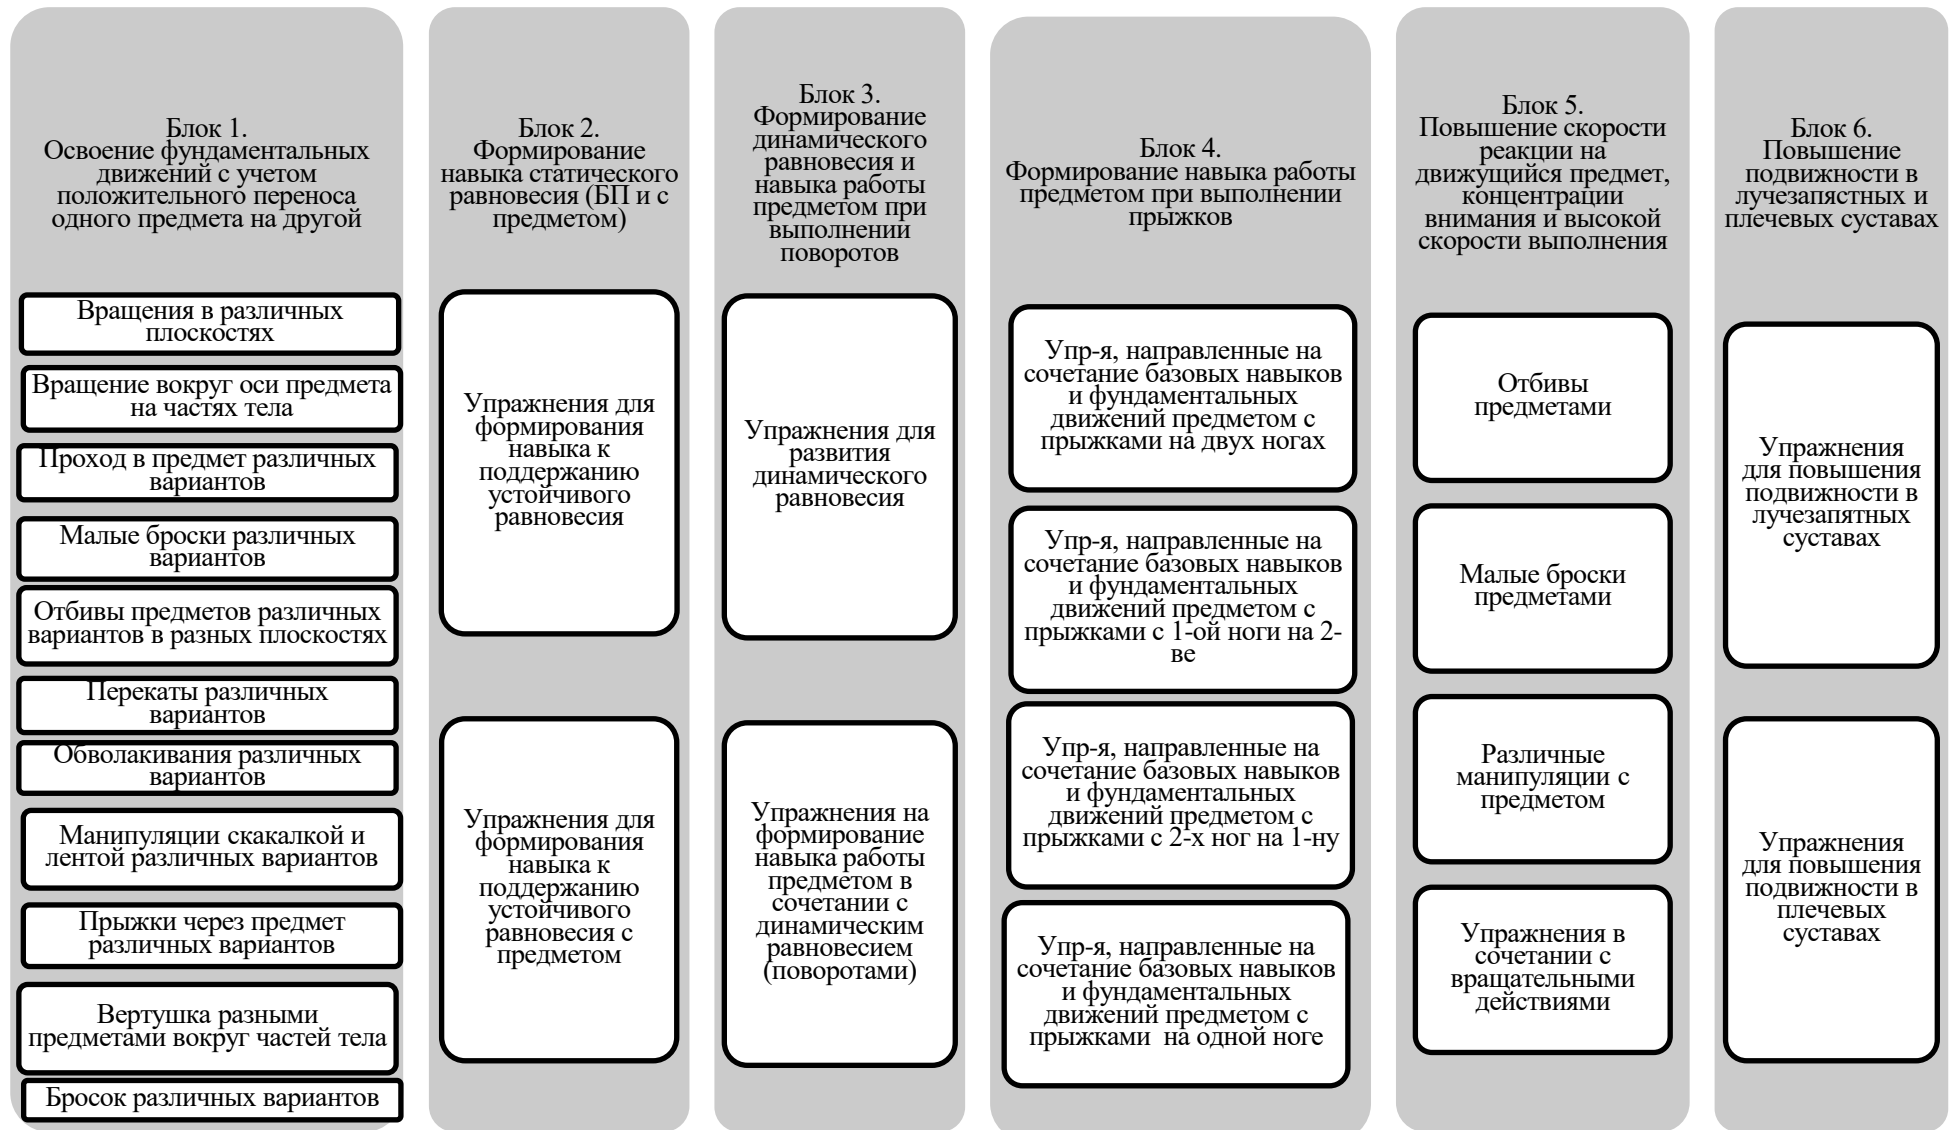 Блок 1.
Освоение фундаментальных
движений с учетом
положительного переноса
одного предмета на другой
Вращения в различных
плоскостях
Вращение вокруг оси предмета
на частях тела
Проход в предмет различных
вариантов
Малые броски различных
вариантов
Отбивы предметов различных
вариантов в разных плоскостях
Перекаты различных
вариантов
Обволакивания различных
вариантов
Манипуляции скакалкой и
лентой различных вариантов
Прыжки через предмет
различных вариантов
Вертушка разными
предметами вокруг частей тела
Бросок различных вариантов
Блок 2.
Формирование
навыка статического
равновесия (БП и с
предметом)
Упражнения для
формирования
навыка к
поддержанию
устойчивого
равновесия
Упражнения для
формирования
навыка к
поддержанию
устойчивого
равновесия с
предметом
Блок 3.
Формирование
динамического
равновесия и
навыка работы
предметом при
выполнении
поворотов
Упражнения для
развития
динамического
равновесия
Упражнения на
формирование
навыка работы
предметом в
сочетании с
динамическим
равновесием
(поворотами)
Блок 4.
Формирование навыка работы
предметом при выполнении
прыжков
Упр-я, направленные на
сочетание базовых навыков
и фундаментальных
движений предметом с
прыжками на двух ногах
Упр-я, направленные на
сочетание базовых навыков
и фундаментальных
движений предметом с
прыжками с 1-ой ноги на 2-
ве
Упр-я, направленные на
сочетание базовых навыков
и фундаментальных
движений предметом с
прыжками с 2-х ног на 1-ну
Упр-я, направленные на
сочетание базовых навыков
и фундаментальных
движений предметом с
прыжками  на одной ноге
Блок 5.
Повышение скорости
реакции на
движущийся предмет,
концентрации
внимания и высокой
скорости выполнения
Отбивы
предметами
Малые броски
предметами
Различные
манипуляции с
предметом
Упражнения в
сочетании с
вращательными
действиями
Блок 6.
Повышение
подвижности в
лучезапястных и
плечевых суставах
Упражнения
для повышения
подвижности в
лучезапятных
суставах
Упражнения
для повышения
подвижности в
плечевых
суставах